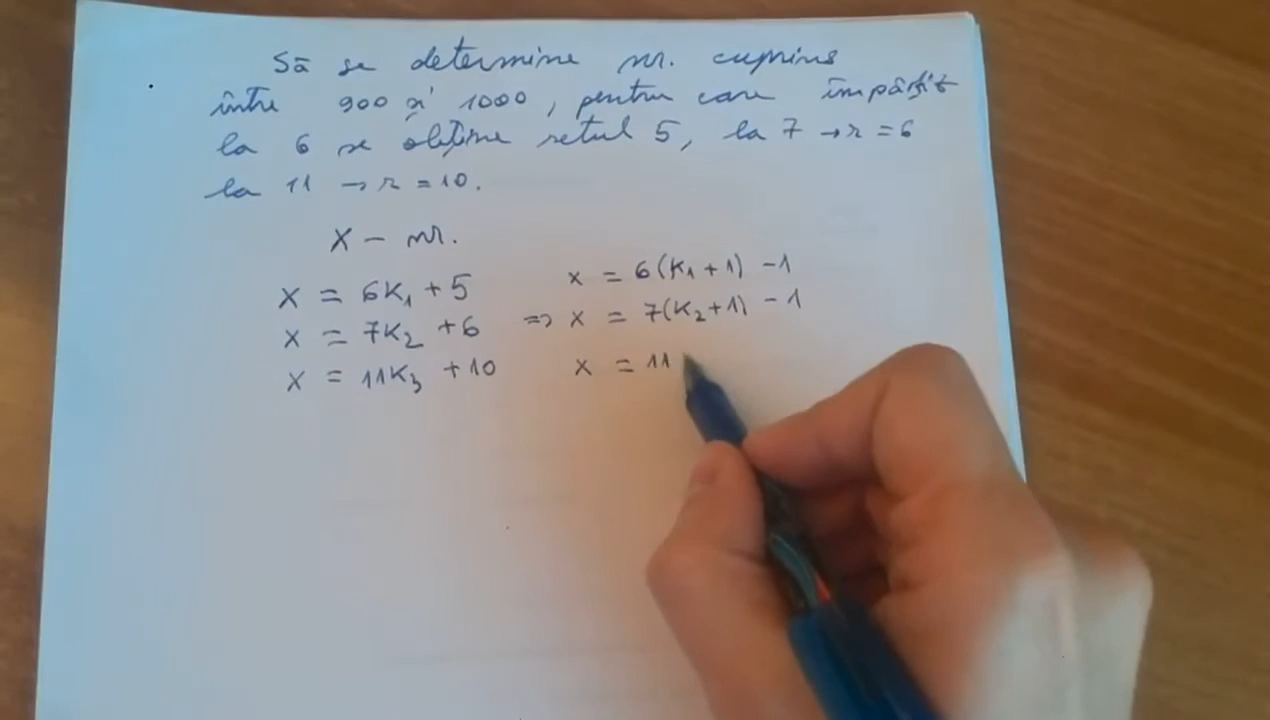 Să se determine nr. cuprins
între 900 și 1000, pentru care împărțit
la 6 se obține restul 5, la 7 → r = 6
la 11 → r = 10.
X - nr.
x = 6K₁ + 5 x = 6(K₁ + 1) - 1
x = 7K₂ + 6 => x = 7(K₂ + 1) - 1
x = 11K₃ + 10 x = 11